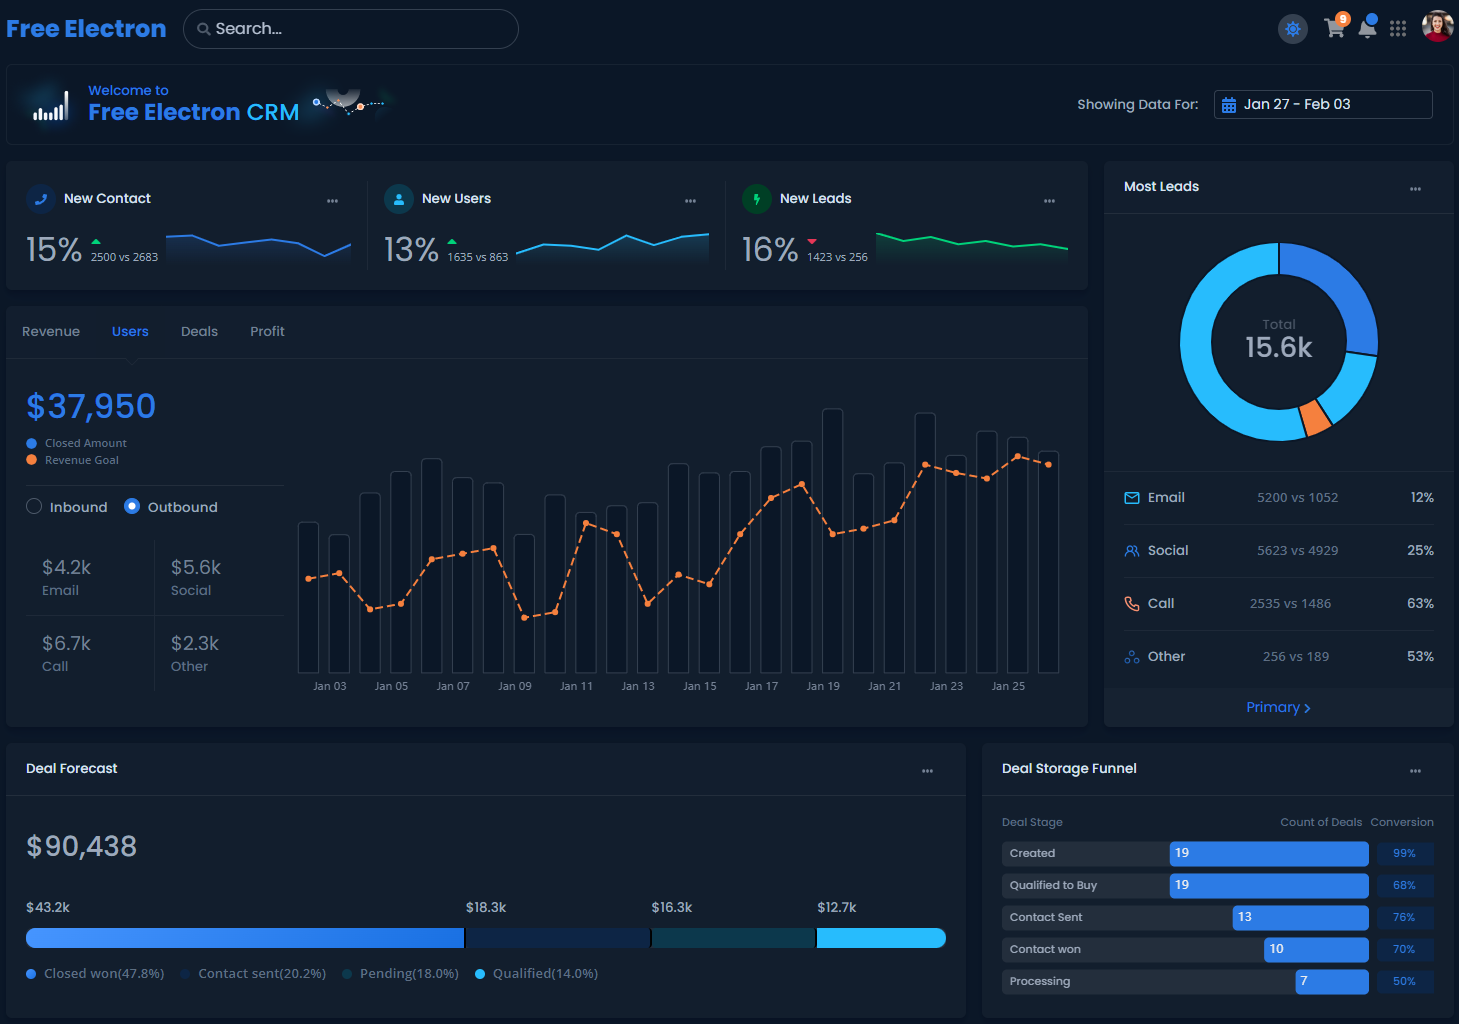 Free Electron
Search...
9
Welcome to
Free Electron CRM
Showing Data For:
Jan 27 - Feb 03
New Contact
15%
2500 vs 2683
New Users
13%
1635 vs 863
New Leads
16%
1423 vs 256
Most Leads
Total
15.6k
Email 5200 vs 1052 12%
Social 5623 vs 4929 25%
Call 2535 vs 1486 63%
Other 256 vs 189 53%
Primary
Revenue Users Deals Profit
$37,950
Closed Amount
Revenue Goal
Inbound Outbound
$4.2k $5.6k
Email Social
$6.7k $2.3k
Call Other
Jan 03 Jan 05 Jan 07 Jan 09 Jan 11 Jan 13 Jan 15 Jan 17 Jan 19 Jan 21 Jan 23 Jan 25
Deal Forecast
$90,438
$43.2k $18.3k $16.3k $12.7k
Closed won(47.8%) Contact sent(20.2%) Pending(18.0%) Qualified(14.0%)
Deal Storage Funnel
Deal Stage Count of Deals Conversion
Created 19 99%
Qualified to Buy 19 68%
Contact Sent 13 76%
Contact won 10 70%
Processing 7 50%